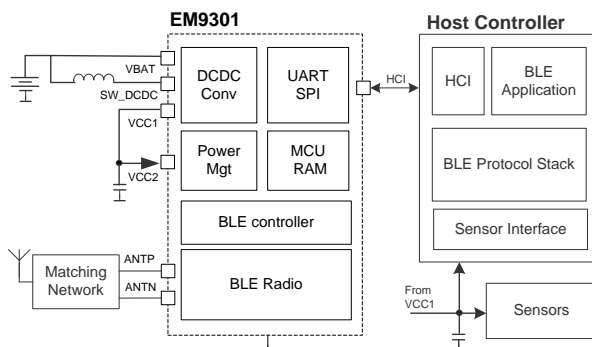 EM9301
Host Controller
VBAT
SW_DCDC
VCC1
VCC2
DCDC
Conv
UART
SPI
Power
Mgt
MCU
RAM
BLE controller
BLE Radio
ANTP
ANTN
Matching
Network
HCI
HCI
BLE
Application
BLE Protocol Stack
Sensor Interface
From
VCC1
Sensors